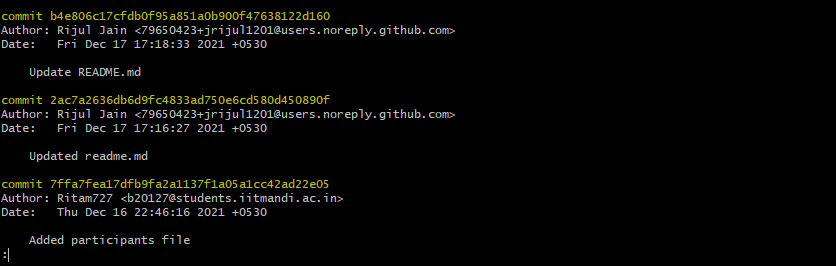 commit b4e806c17cfdb0f95a851a0b900f47638122d160
Author: Rijul Jain <79650423+jrijul1201@users.noreply.github.com>
Date:   Fri Dec 17 17:18:33 2021 +0530
Update README.md
commit 2ac7a2636db6d9fc4833ad750e6cd580d450890f
Author: Rijul Jain <79650423+jrijul1201@users.noreply.github.com>
Date:   Fri Dec 17 17:16:27 2021 +0530
Updated readme.md
commit 7ffa7fea17dfb9fa2a1137f1a05a1cc42ad22e05
Author: Ritam727 <b20127@students.iitmandi.ac.in>
Date:   Thu Dec 16 22:46:16 2021 +0530
Added participants file
: